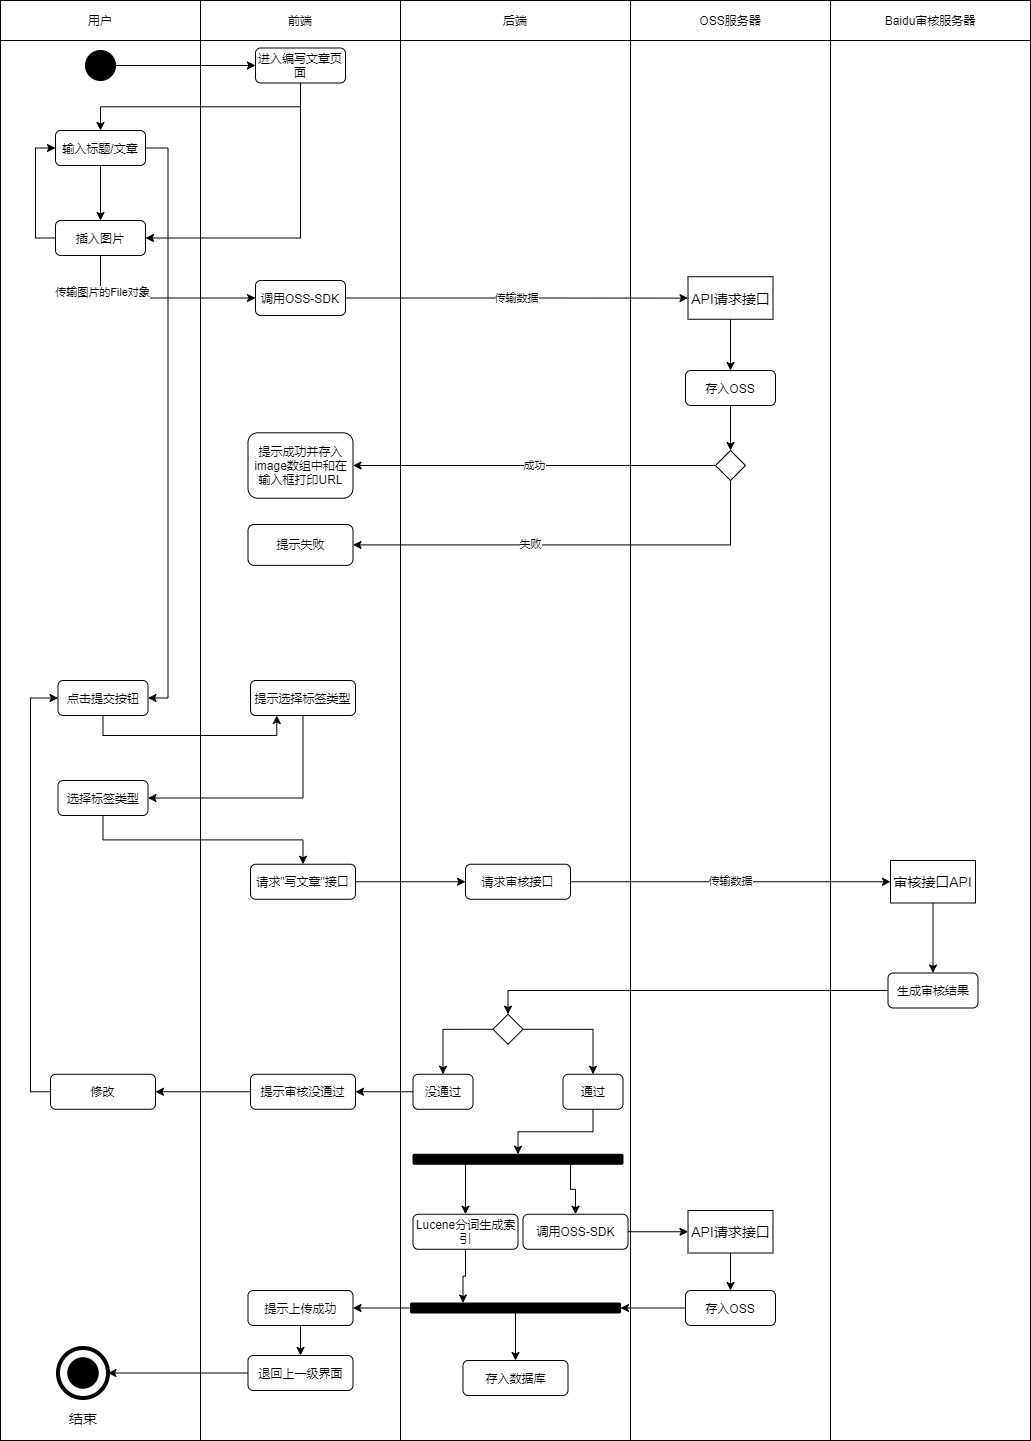 用户
前端
后端
OSS服务器
Baidu审核服务器
进入编写文章页
面
输入标题/文章
插入图片
传输图片的File对象
调用OSS-SDK
传输数据
API请求接口
存入OSS
提示成功并存入
image数组中和在
输入框打印URL
成功
提示失败
失败
点击提交按钮
提示选择标签类型
选择标签类型
请求"写文章"接口
请求审核接口
传输数据
审核接口API
生成审核结果
修改
提示审核没通过
没通过
通过
Lucene分词生成索
引
调用OSS-SDK
API请求接口
提示上传成功
存入OSS
退回上一级界面
存入数据库
结束